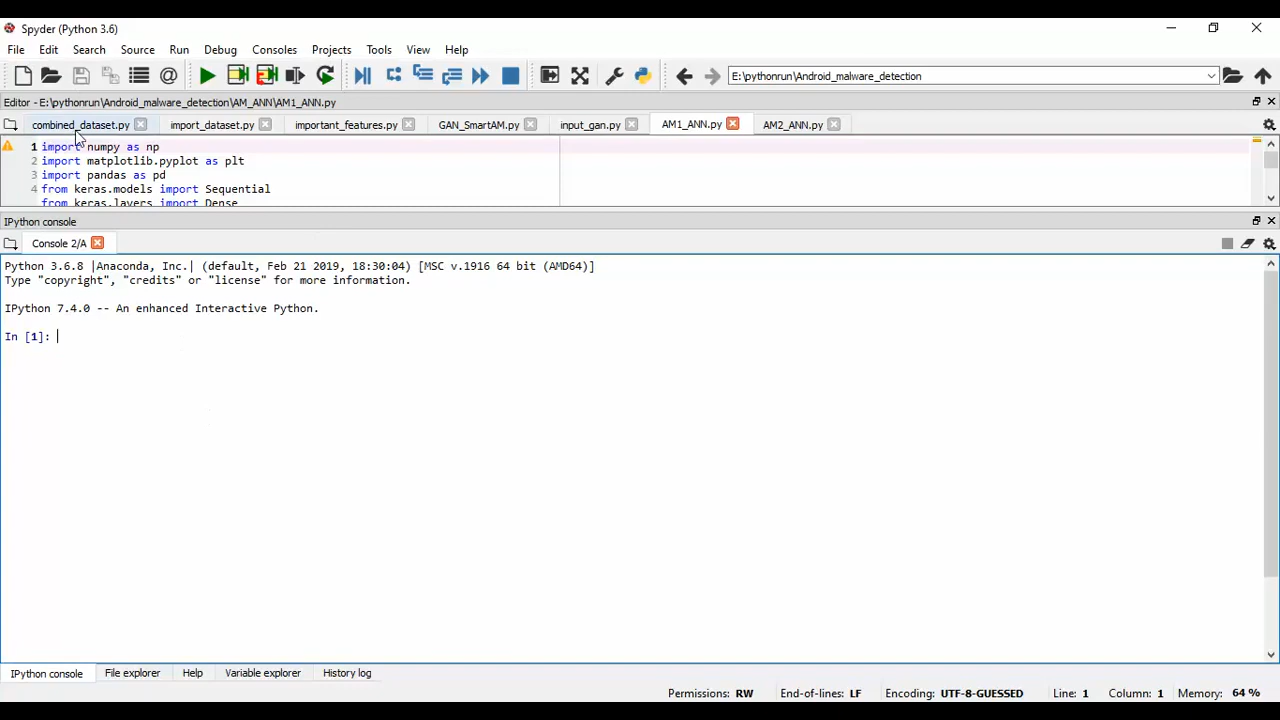 Spyder (Python 3.6)
File Edit Search Source Run Debug Consoles Projects Tools View Help
E:\pythonrun\Android_malware_detection
Editor - E:\pythonrun\Android_malware_detection\AM_ANN\AM1_ANN.py
combined_dataset.py import_dataset.py important_features.py GAN_SmartAM.py input_gan.py AM1_ANN.py AM2_ANN.py
1 import numpy as np
2 import matplotlib.pyplot as plt
3 import pandas as pd
4 from keras.models import Sequential
from keras.layers import Dense
IPython console
Console 2/A
Python 3.6.8 |Anaconda, Inc.| (default, Feb 21 2019, 18:30:04) [MSC v.1916 64 bit (AMD64)]
Type "copyright", "credits" or "license" for more information.
IPython 7.4.0 -- An enhanced Interactive Python.
In [1]:
IPython console File explorer Help Variable explorer History log
Permissions: RW End-of-lines: LF Encoding: UTF-8-GUESSED Line: 1 Column: 1 Memory: 64 %